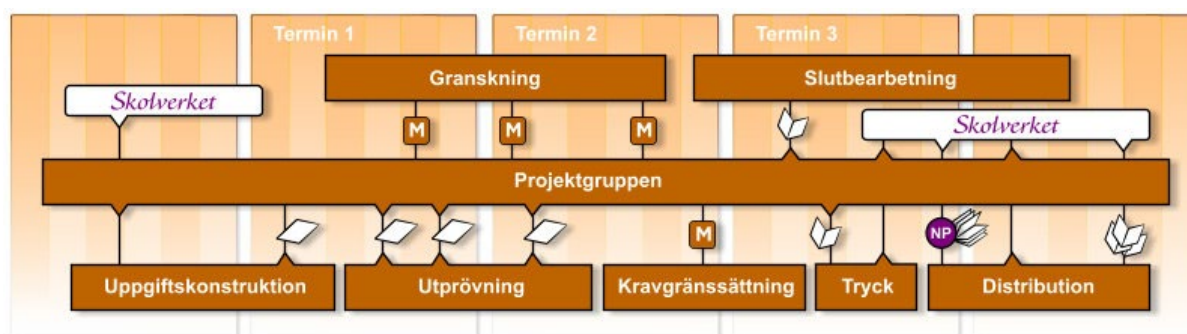 Termin 1
Termin 2
Termin 3
Granskning
Slutbearbetning
Skolverket
Skolverket
M
M
M
Projektgruppen
M
NP
Uppgiftskonstruktion
Utprövning
Kravgränssättning
Tryck
Distribution